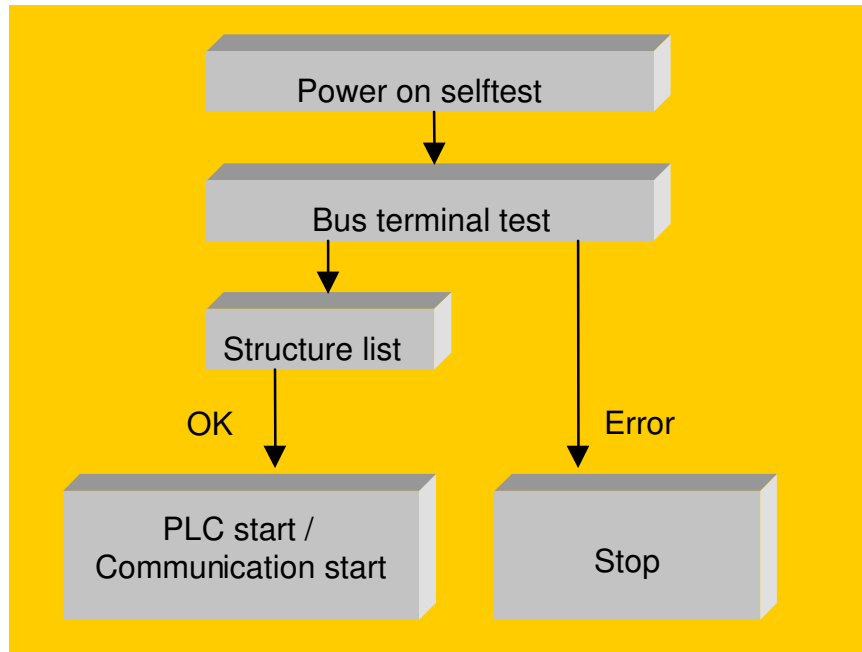 Power on selftest
Bus terminal test
Structure list
OK
Error
PLC start /
Communication start
Stop